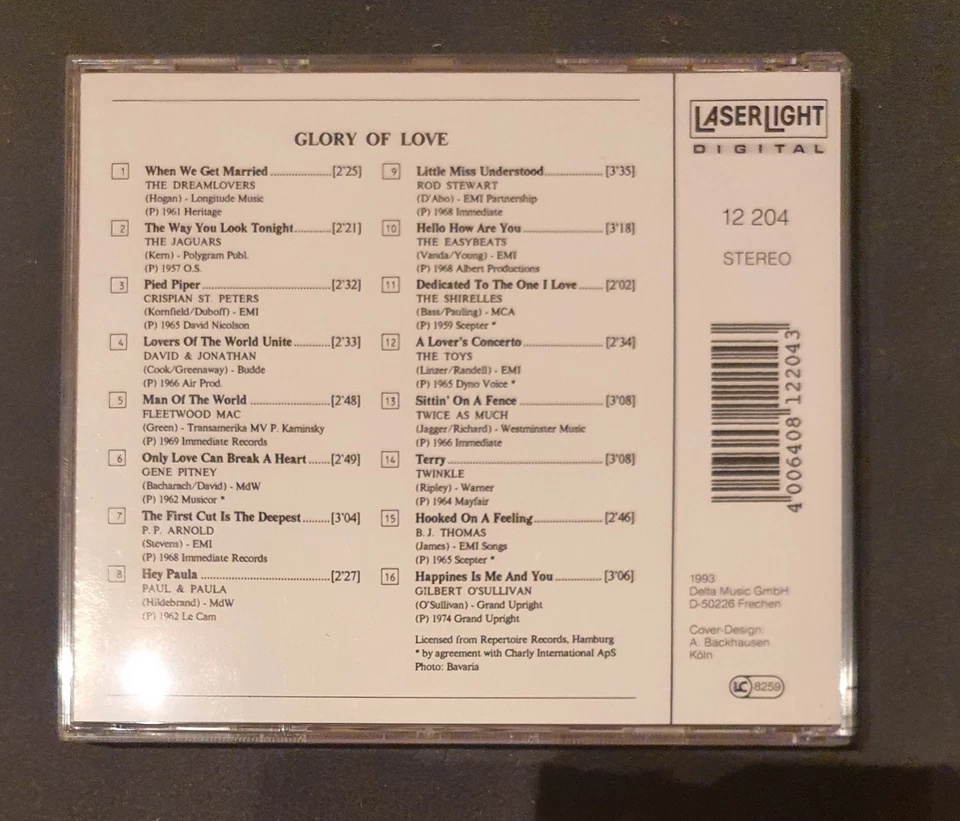 GLORY OF LOVE
1 When We Get Married ..................[2'25]
THE DREAMLOVERS
(Hogan) - Longitude Music
(P) 1961 Heritage
2 The Way You Look Tonight..........[2'21]
THE JAGUARS
(Kern) - Polygram Publ.
(P) 1957 O.S.
3 Pied Piper ......................................[2'32]
CRISPIAN ST. PETERS
(Kornfield/Duboff) - EMI
(P) 1965 David Nicolson
4 Lovers Of The World Unite ...........[2'33]
DAVID & JONATHAN
(Cook/Greenaway) - Budde
(P) 1966 Air Prod.
5 Man Of The World ........................[2'48]
FLEETWOOD MAC
(Green) - Transamerika MV P. Kaminsky
(P) 1969 Immediate Records
6 Only Love Can Break A Heart ......[2'49]
GENE PITNEY
(Bacharach/David) - MdW
(P) 1962 Musicor *
7 The First Cut Is The Deepest.........[3'04]
P. P. ARNOLD
(Stevens) - EMI
(P) 1968 Immediate Records
8 Hey Paula ......................................[2'27]
PAUL & PAULA
(Hildebrand) - MdW
(P) 1962 Le Cam
9 Little Miss Understood.................[3'35]
ROD STEWART
(D'Abo) - EMI Partnership
(P) 1968 Immediate
10 Hello How Are You ......................[3'18]
THE EASYBEATS
(Vanda/Young) - EMI
(P) 1968 Albert Productions
11 Dedicated To The One I Love .......[2'02]
THE SHIRELLES
(Bass/Pauling) - MCA
(P) 1959 Scepter *
12 A Lover's Concerto ......................[2'34]
THE TOYS
(Linzer/Randell) - EMI
(P) 1965 Dyno Voice *
13 Sittin' On A Fence .......................[3'08]
TWICE AS MUCH
(Jagger/Richard) - Westminster Music
(P) 1966 Immediate
14 Terry .............................................[3'08]
TWINKLE
(Ripley) - Warner
(P) 1964 Mayfair
15 Hooked On A Feeling....................[2'46]
B. J. THOMAS
(James) - EMI Songs
(P) 1965 Scepter *
16 Happines Is Me And You .............[3'06]
GILBERT O'SULLIVAN
(O'Sullivan) - Grand Upright
(P) 1974 Grand Upright
Licensed from Repertoire Records, Hamburg
* by agreement with Charly International ApS
Photo: Bavaria
LASERLIGHT
DIGITAL
12 204
STEREO
4 006408 122043
1993
Delta Music GmbH
D-50226 Frechen
Cover-Design:
A. Backhausen
Köln
LC 8259